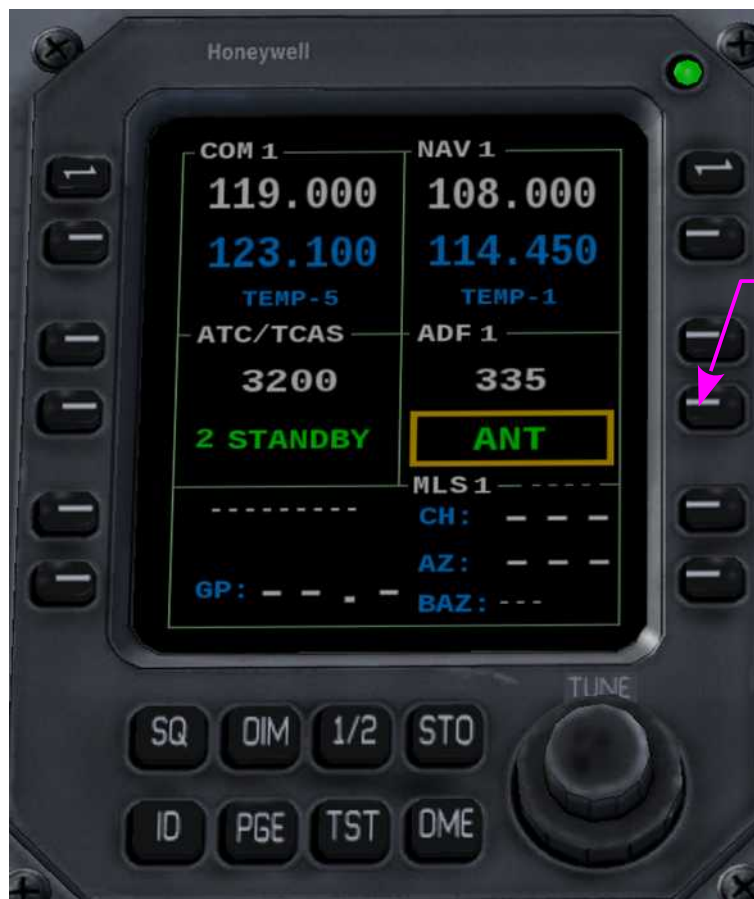 Honeywell
COM 1 NAV 1
119.000 108.000
123.100 114.450
TEMP-5 TEMP-1
ATC/TCAS ADF 1
3200 335
2 STANDBY ANT
MLS 1 -----
--------- CH: – – –
AZ: – – –
GP: – – . – BAZ: ---
TUNE
SQ DIM 1/2 STO
ID PGE TST DME